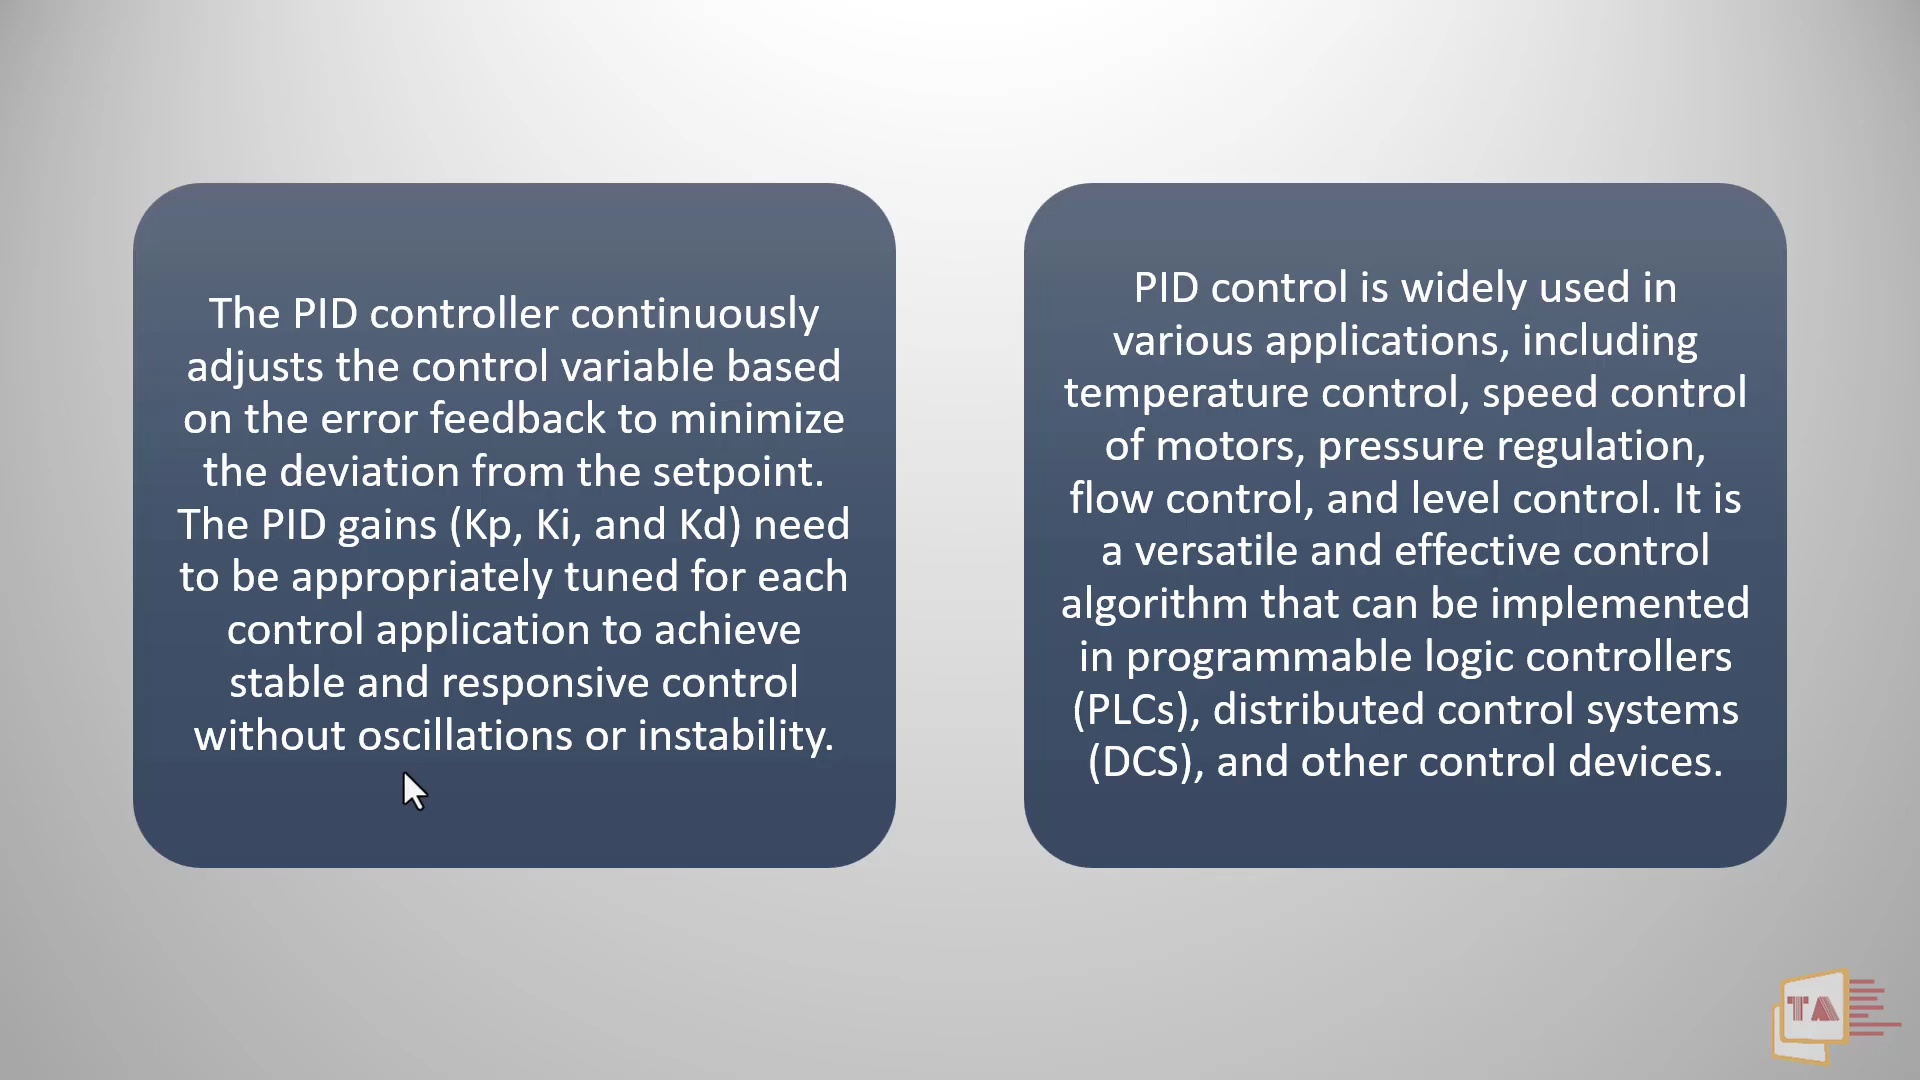 The PID controller continuously
adjusts the control variable based
on the error feedback to minimize
the deviation from the setpoint.
The PID gains (Kp, Ki, and Kd) need
to be appropriately tuned for each
control application to achieve
stable and responsive control
without oscillations or instability.
PID control is widely used in
various applications, including
temperature control, speed control
of motors, pressure regulation,
flow control, and level control. It is
a versatile and effective control
algorithm that can be implemented
in programmable logic controllers
(PLCs), distributed control systems
(DCS), and other control devices.
TA